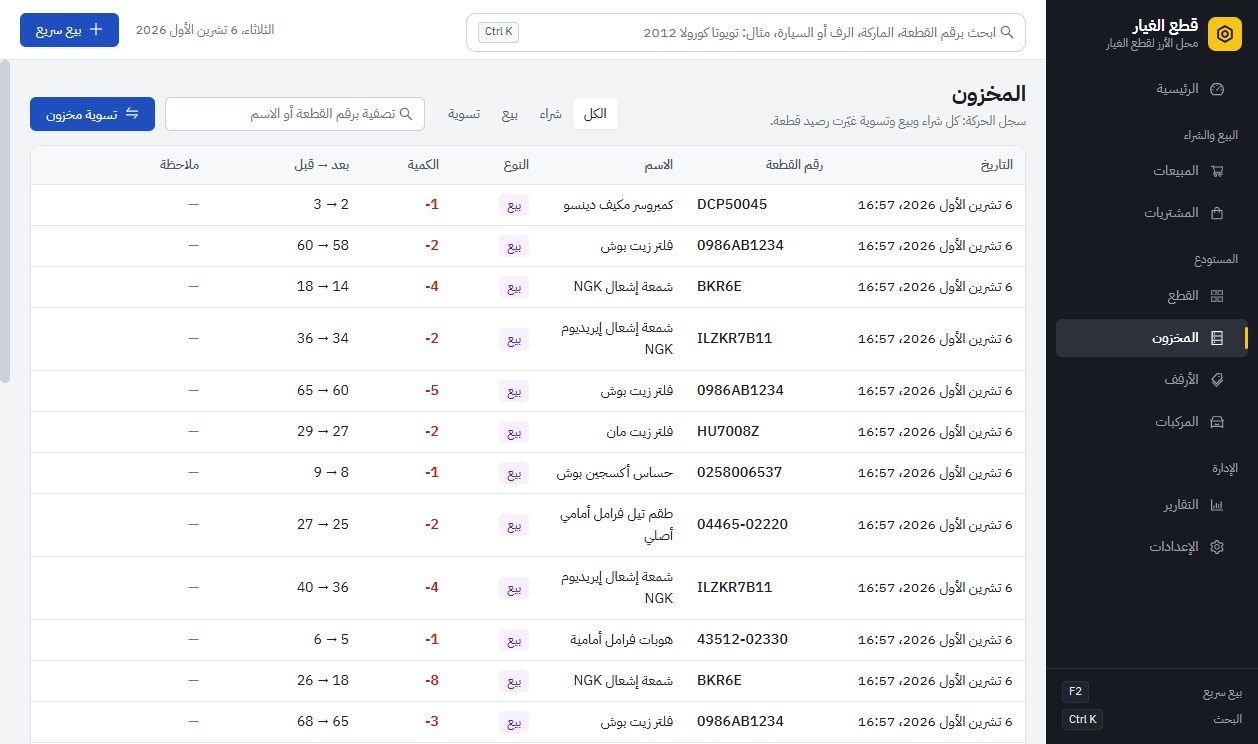 قطع الغيار
محل الأرز لقطع الغيار
الرئيسية
البيع والشراء
المبيعات
المشتريات
المستودع
القطع
المخزون
الأرفف
المركبات
الإدارة
التقارير
الإعدادات
بيع سريع F2
البحث Ctrl K
ابحث برقم القطعة، الماركة، الرف أو السيارة، مثال: تويوتا كورولا 2012 Ctrl K
الثلاثاء، 6 تشرين الأول 2026
بيع سريع
المخزون
سجل الحركة: كل شراء وبيع وتسوية غيّرت رصيد قطعة.
الكل شراء بيع تسوية
تصفية برقم القطعة أو الاسم
تسوية مخزون
التاريخ رقم القطعة الاسم النوع الكمية بعد → قبل ملاحظة
6 تشرين الأول 2026، 16:57 DCP50045 كمبروسر مكيف دينسو بيع -1 3 → 2 —
6 تشرين الأول 2026، 16:57 0986AB1234 فلتر زيت بوش بيع -2 60 → 58 —
6 تشرين الأول 2026، 16:57 BKR6E شمعة إشعال NGK بيع -4 18 → 14 —
6 تشرين الأول 2026، 16:57 ILZKR7B11 شمعة إشعال إيريديوم NGK بيع -2 36 → 34 —
6 تشرين الأول 2026، 16:57 0986AB1234 فلتر زيت بوش بيع -5 65 → 60 —
6 تشرين الأول 2026، 16:57 HU7008Z فلتر زيت مان بيع -2 29 → 27 —
6 تشرين الأول 2026، 16:57 0258006537 حساس أكسجين بوش بيع -1 9 → 8 —
6 تشرين الأول 2026، 16:57 04465-02220 طقم تيل فرامل أمامي أصلي بيع -2 27 → 25 —
6 تشرين الأول 2026، 16:57 ILZKR7B11 شمعة إشعال إيريديوم NGK بيع -4 40 → 36 —
6 تشرين الأول 2026، 16:57 43512-02330 هوبات فرامل أمامية بيع -1 6 → 5 —
6 تشرين الأول 2026، 16:57 BKR6E شمعة إشعال NGK بيع -8 26 → 18 —
6 تشرين الأول 2026، 16:57 0986AB1234 فلتر زيت بوش بيع -3 68 → 65 —